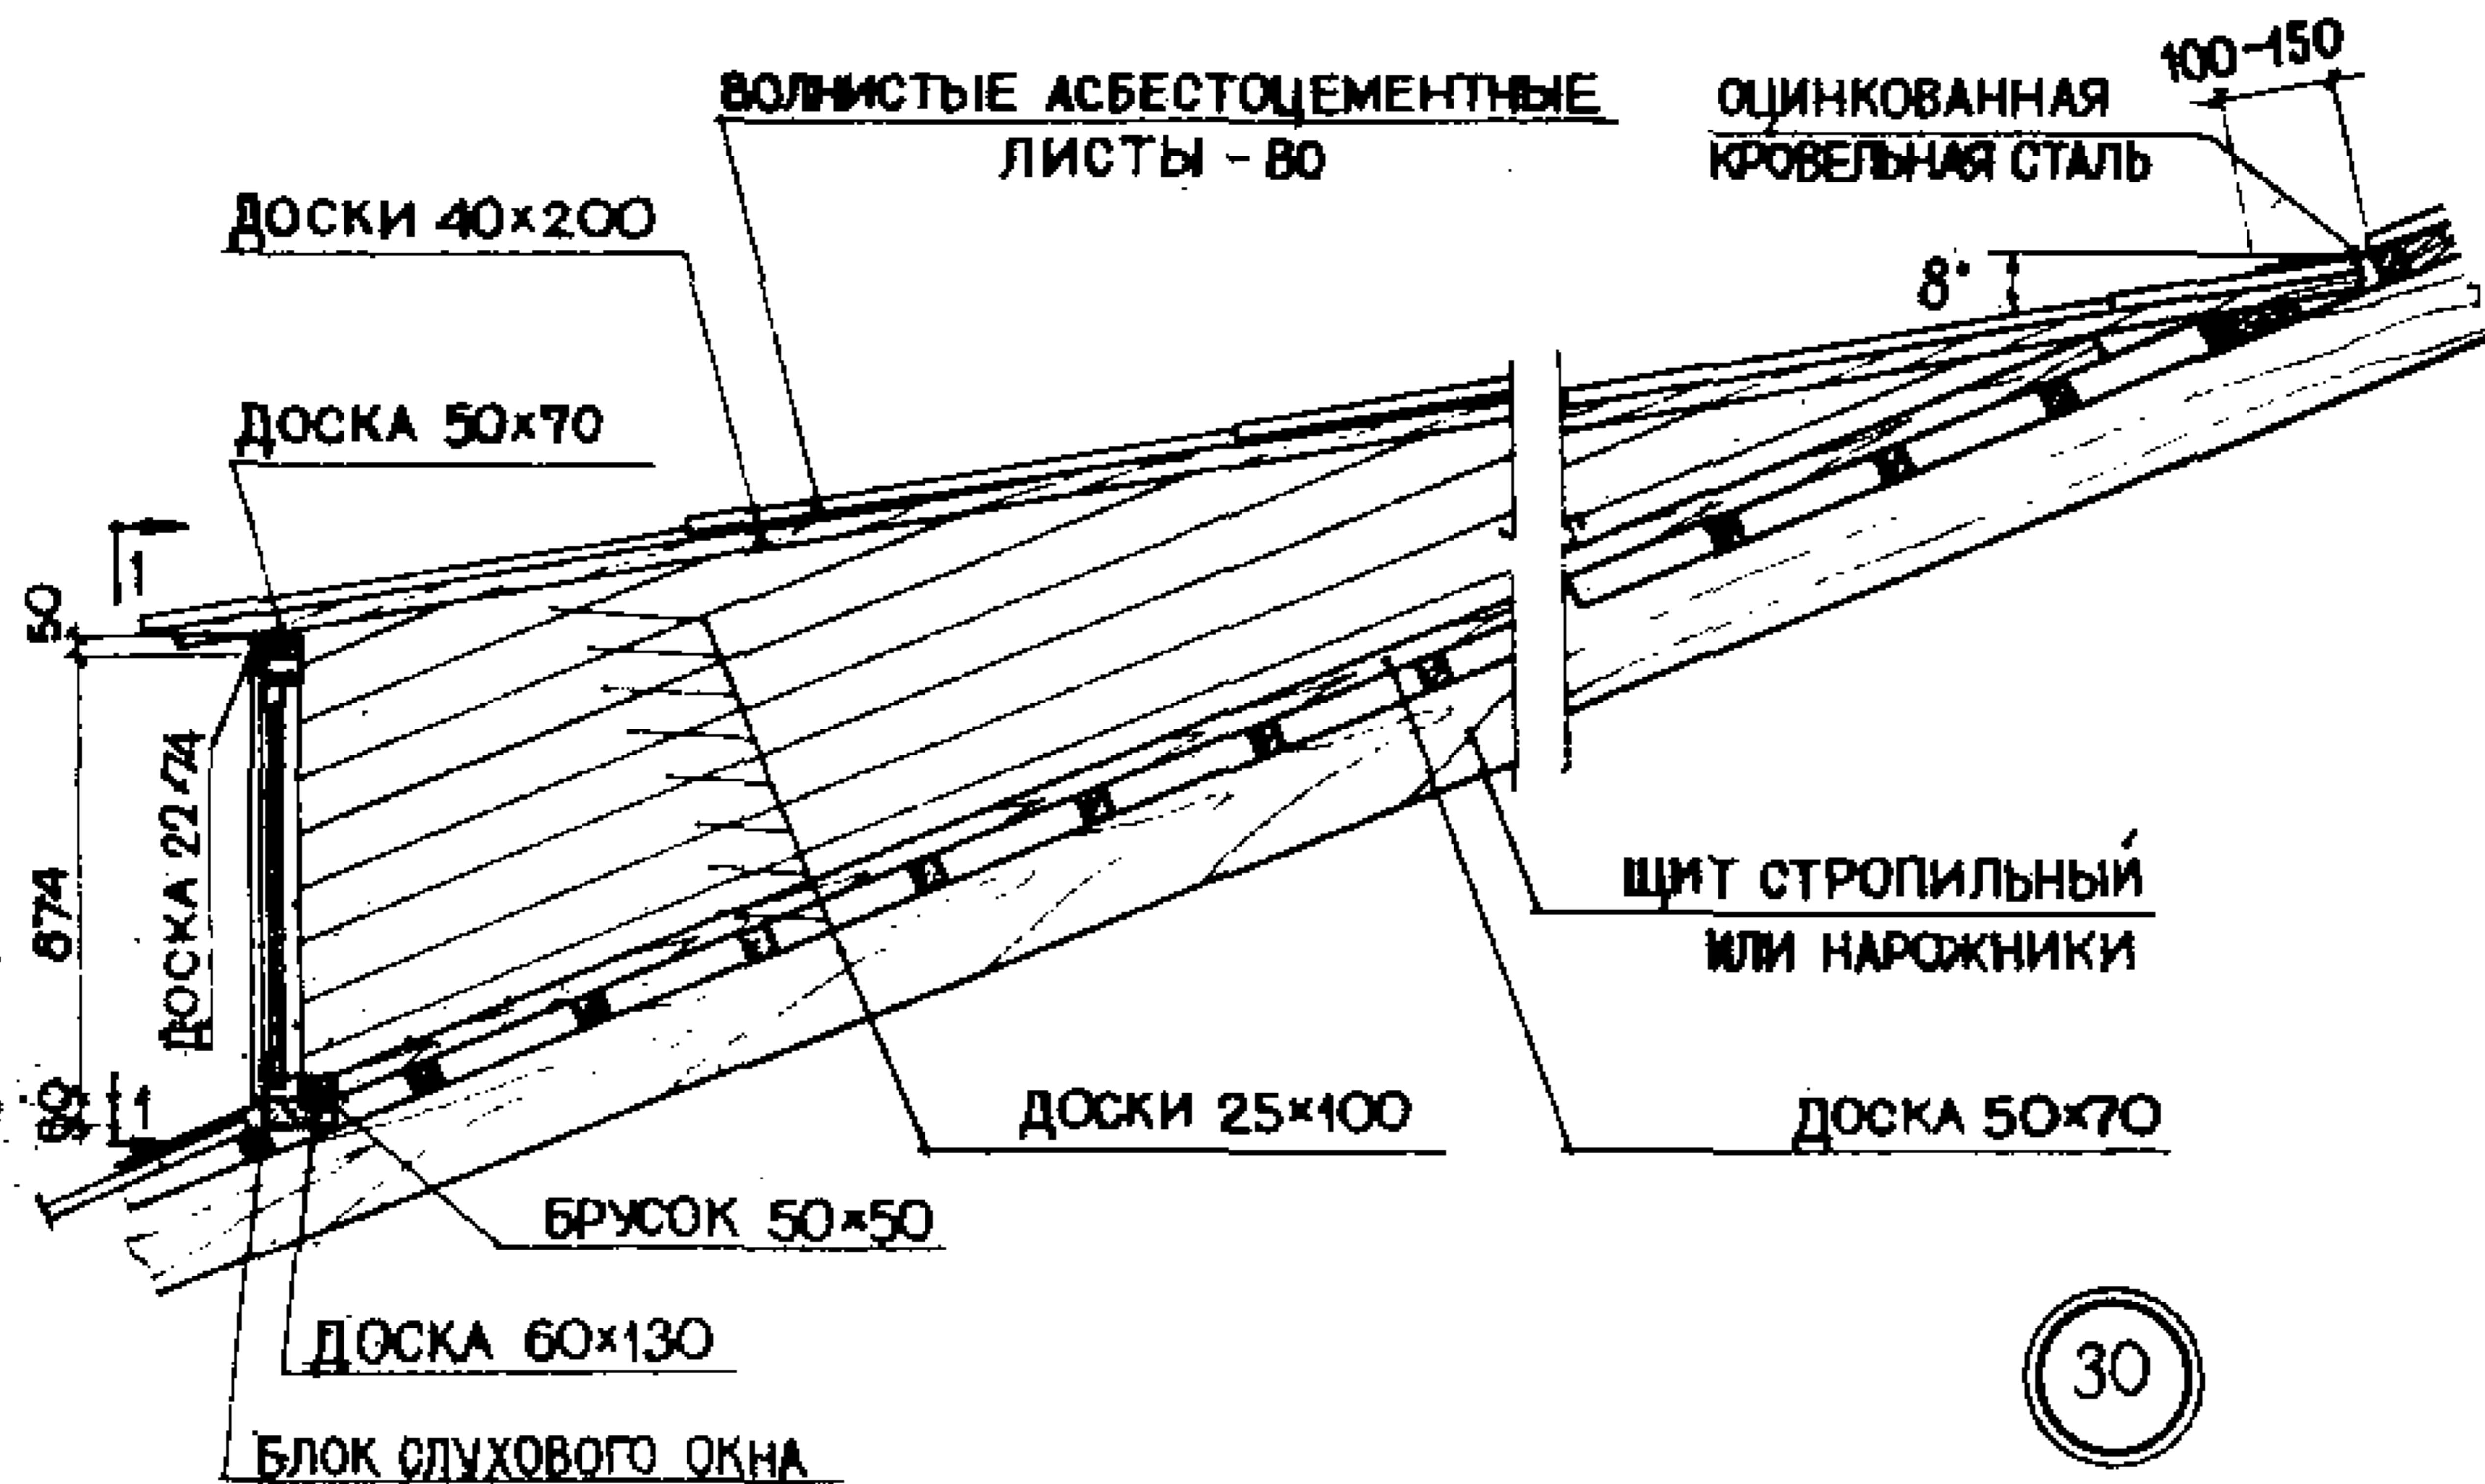 100-150
ВОЛНИСТЫЕ АСБЕСТОЦЕМЕНТНЫЕ
ЛИСТЫ - 80
ОЦИНКОВАННАЯ
КРОВЕЛЬНАЯ СТАЛЬ
ДОСКИ 40×200
8°
ДОСКА 50×70
1
50
ДОСКА 22×74
874
ЩИТ СТРОПИЛЬНЫЙ
ИЛИ НАРОЖНИКИ
1
ДОСКИ 25×100
ДОСКА 50×70
БРУСОК 50×50
ДОСКА 60×130
30
БЛОК СЛУХОВОГО ОКНА